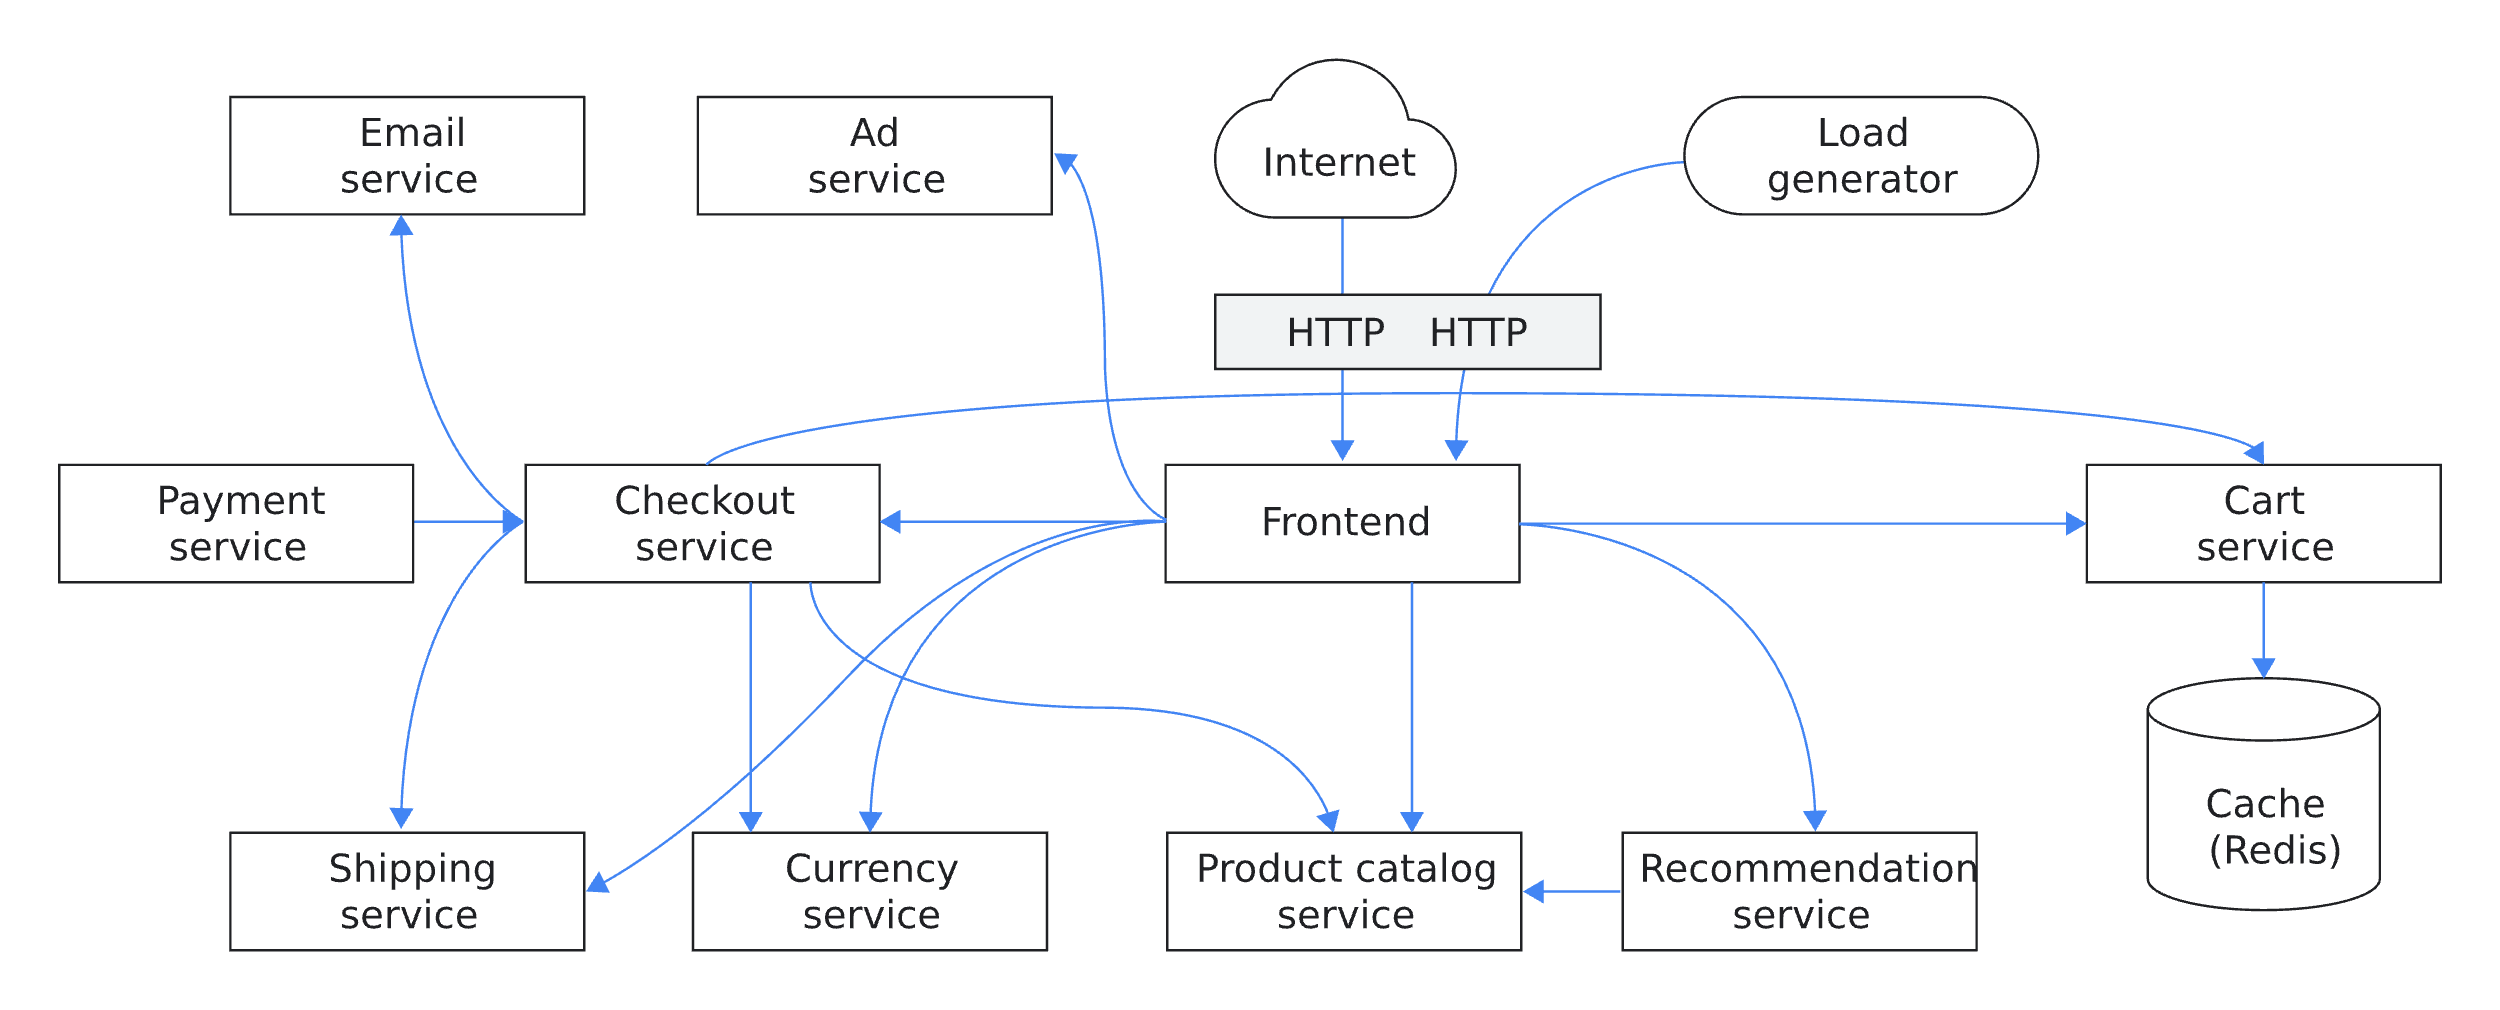 Email
service
Ad
service
Internet
Load
generator
HTTP HTTP
Payment
service
Checkout
service
Frontend
Cart
service
Shipping
service
Currency
service
Product catalog
service
Recommendation
service
Cache
(Redis)